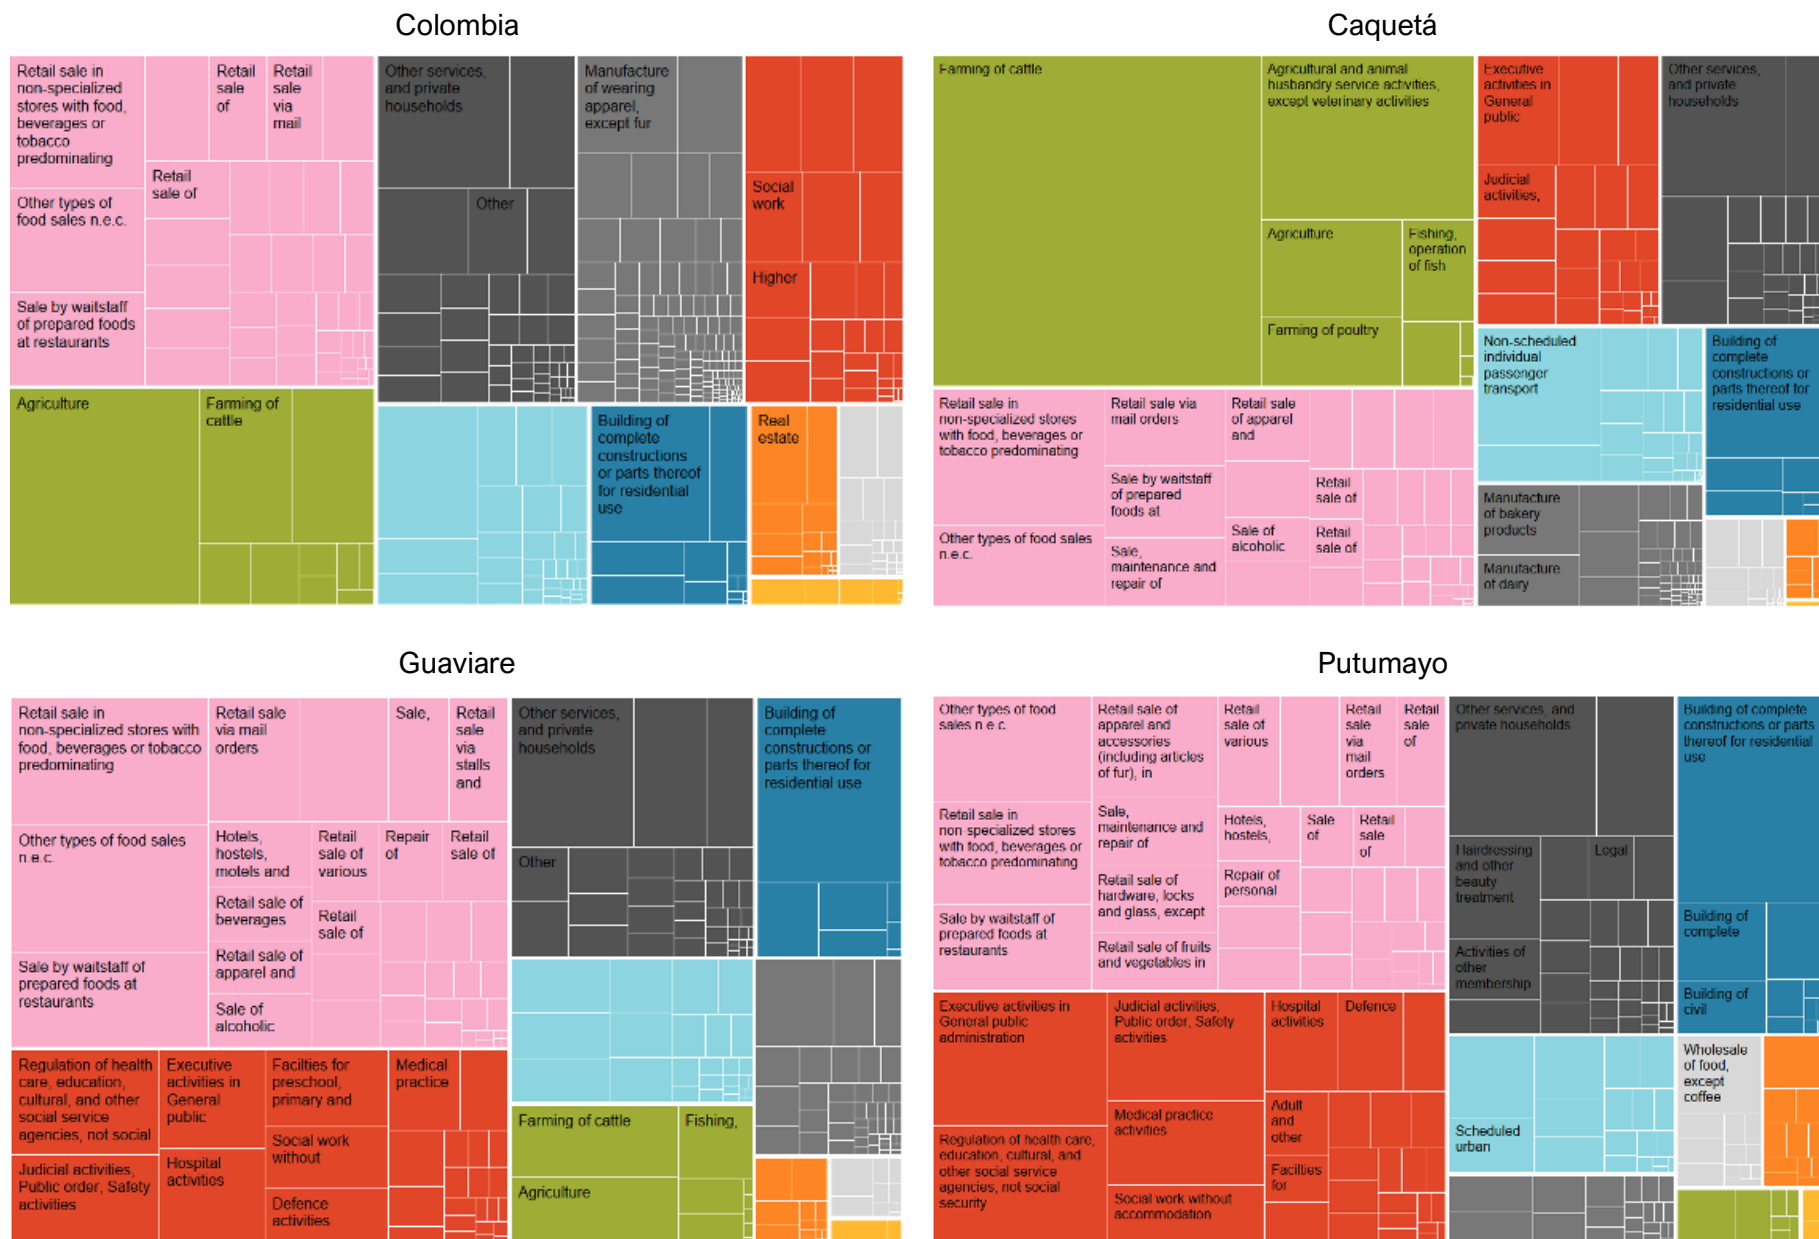 Colombia
Retail sale in
non-specialized
stores with food,
beverages or
tobacco
predominating
Retail
sale
of
Retail
sale
via
mail
Retail
sale of
Other types of
food sales n.e.c.
Sale by waitstaff
of prepared foods
at restaurants
Other services,
and private
households
Other
Manufacture
of wearing
apparel,
except fur
Social
work
Higher
Agriculture
Farming of
cattle
Building of
complete
constructions
or parts thereof
for residential
use
Real
estate
Caquetá
Farming of cattle
Agricultural and animal
husbandry service activities,
except veterinary activities
Agriculture
Fishing,
operation
of fish
Farming of poultry
Executive
activities in
General
public
Judicial
activities,
Other services,
and private
households
Retail sale in
non-specialized stores
with food, beverages or
tobacco predominating
Other types of food sales
n.e.c.
Retail sale via
mail orders
Sale by waitstaff
of prepared
foods at
Sale,
maintenance and
repair of
Retail sale
of apparel
and
Sale of
alcoholic
Retail
sale of
Retail
sale of
Non-scheduled
individual
passenger
transport
Building of
complete
constructions or
parts thereof for
residential use
Manufacture
of bakery
products
Manufacture
of dairy
Guaviare
Retail sale in
non-specialized stores with
food, beverages or tobacco
predominating
Other types of food sales
n.e.c.
Sale by waitstaff of
prepared foods at
restaurants
Retail sale
via mail
orders
Sale,
Retail
sale
via
stalls
and
Hotels,
hostels,
motels and
Retail
sale of
various
Repair
of
Retail
sale of
Retail sale of
beverages
Retail
sale of
Retail sale of
apparel and
Sale of
alcoholic
Other services,
and private
households
Other
Building of
complete
constructions or
parts thereof for
residential use
Regulation of health
care, education,
cultural, and other
social service
agencies, not social
Judicial activities,
Public order, Safety
activities
Executive
activities in
General
public
Hospital
activities
Facilties for
preschool,
primary and
Social work
without
Defence
activities
Medical
practice
Farming of cattle
Fishing,
Agriculture
Putumayo
Other types of food
sales n e c
Retail sale in
non-specialized stores
with food, beverages or
tobacco predominating
Sale by waitstaff of
prepared foods at
restaurants
Retail sale of
apparel and
accessories
(including articles
of fur), in
Sale,
maintenance and
repair of
Retail sale of
hardware, locks
and glass, except
Retail sale of fruits
and vegetables in
Retail
sale of
various
Retail
sale
via
mail
orders
Retail
sale
of
Hotels,
hostels,
Sale
of
Retail
sale
of
Repair of
personal
Other services, and
private households
Hairdressing
and other
beauty
treatment
Legal
Activities of
other
membership
Building of complete
constructions or parts
thereof for residential
use
Building of
complete
Building of
civil
Executive activities in
General public
administration
Regulation of health care,
education, cultural, and
other social service
agencies, not social
security
Judicial activities,
Public order, Safety
activities
Medical practice
activities
Social work without
accommodation
Hospital
activities
Defence
Adult
and
other
Facilties
for
Scheduled
urban
Wholesale
of food,
except
coffee